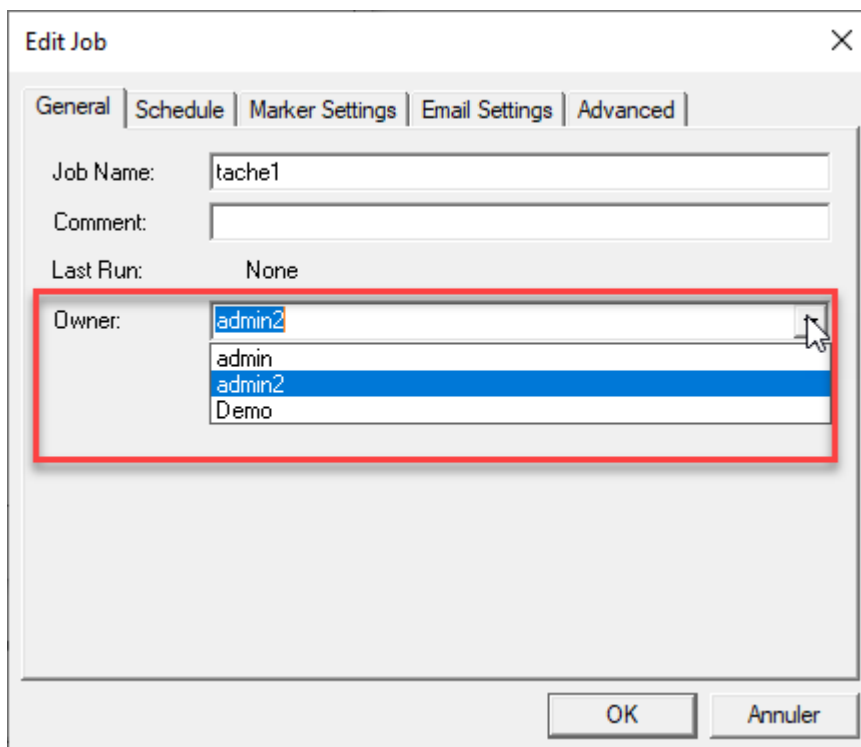 Edit Job
General Schedule Marker Settings Email Settings Advanced
Job Name: tache1
Comment:
Last Run: None
Owner: admin2
admin
admin2
Demo
OK Annuler